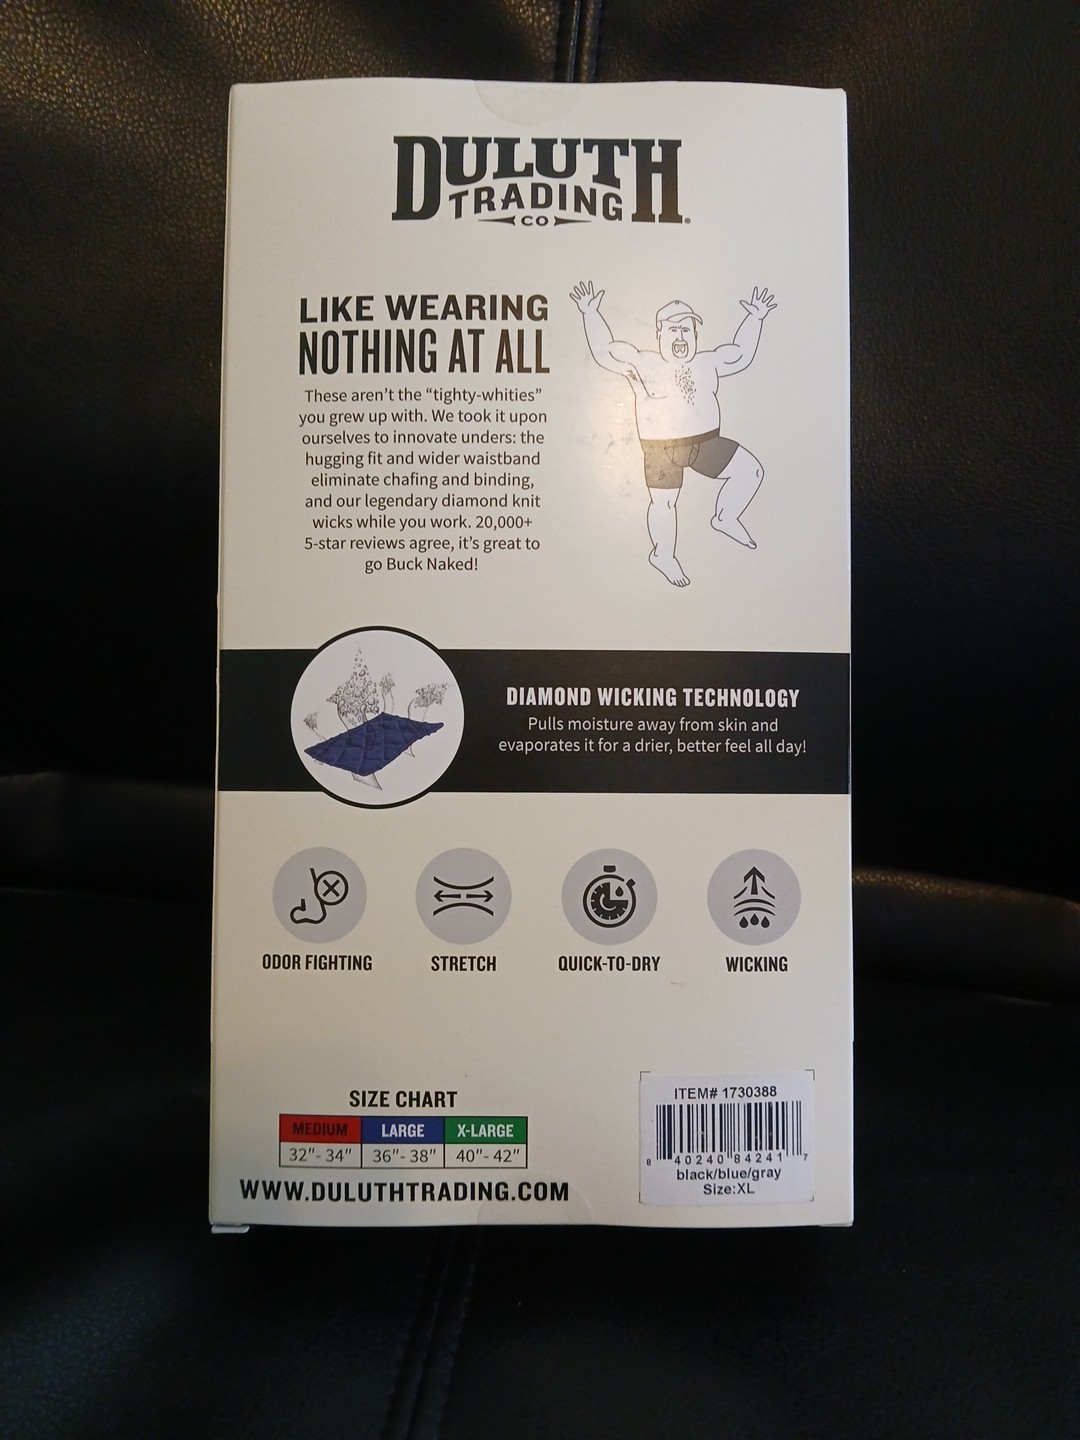 DULUTH
TRADING
CO
LIKE WEARING
NOTHING AT ALL
These aren't the “tighty-whities”
you grew up with. We took it upon
ourselves to innovate unders: the
hugging fit and wider waistband
eliminate chafing and binding,
and our legendary diamond knit
wicks while you work. 20,000+
5-star reviews agree, it's great to
go Buck Naked!
DIAMOND WICKING TECHNOLOGY
Pulls moisture away from skin and
evaporates it for a drier, better feel all day!
ODOR FIGHTING
STRETCH
QUICK-TO-DRY
WICKING
SIZE CHART
MEDIUM LARGE X-LARGE
32"- 34" 36"- 38" 40"- 42"
WWW.DULUTHTRADING.COM
ITEM# 1730388
8 40240 84241 7
black/blue/gray
Size:XL